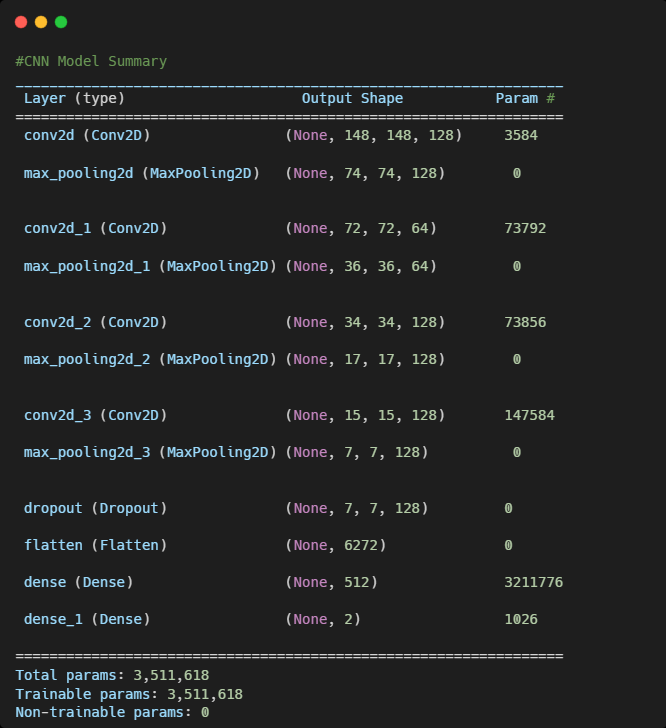 #CNN Model Summary
_________________________________________________________________
Layer (type) Output Shape Param #
=================================================================
conv2d (Conv2D) (None, 148, 148, 128) 3584
max_pooling2d (MaxPooling2D) (None, 74, 74, 128) 0
conv2d_1 (Conv2D) (None, 72, 72, 64) 73792
max_pooling2d_1 (MaxPooling2D) (None, 36, 36, 64) 0
conv2d_2 (Conv2D) (None, 34, 34, 128) 73856
max_pooling2d_2 (MaxPooling2D) (None, 17, 17, 128) 0
conv2d_3 (Conv2D) (None, 15, 15, 128) 147584
max_pooling2d_3 (MaxPooling2D) (None, 7, 7, 128) 0
dropout (Dropout) (None, 7, 7, 128) 0
flatten (Flatten) (None, 6272) 0
dense (Dense) (None, 512) 3211776
dense_1 (Dense) (None, 2) 1026
=================================================================
Total params: 3,511,618
Trainable params: 3,511,618
Non-trainable params: 0